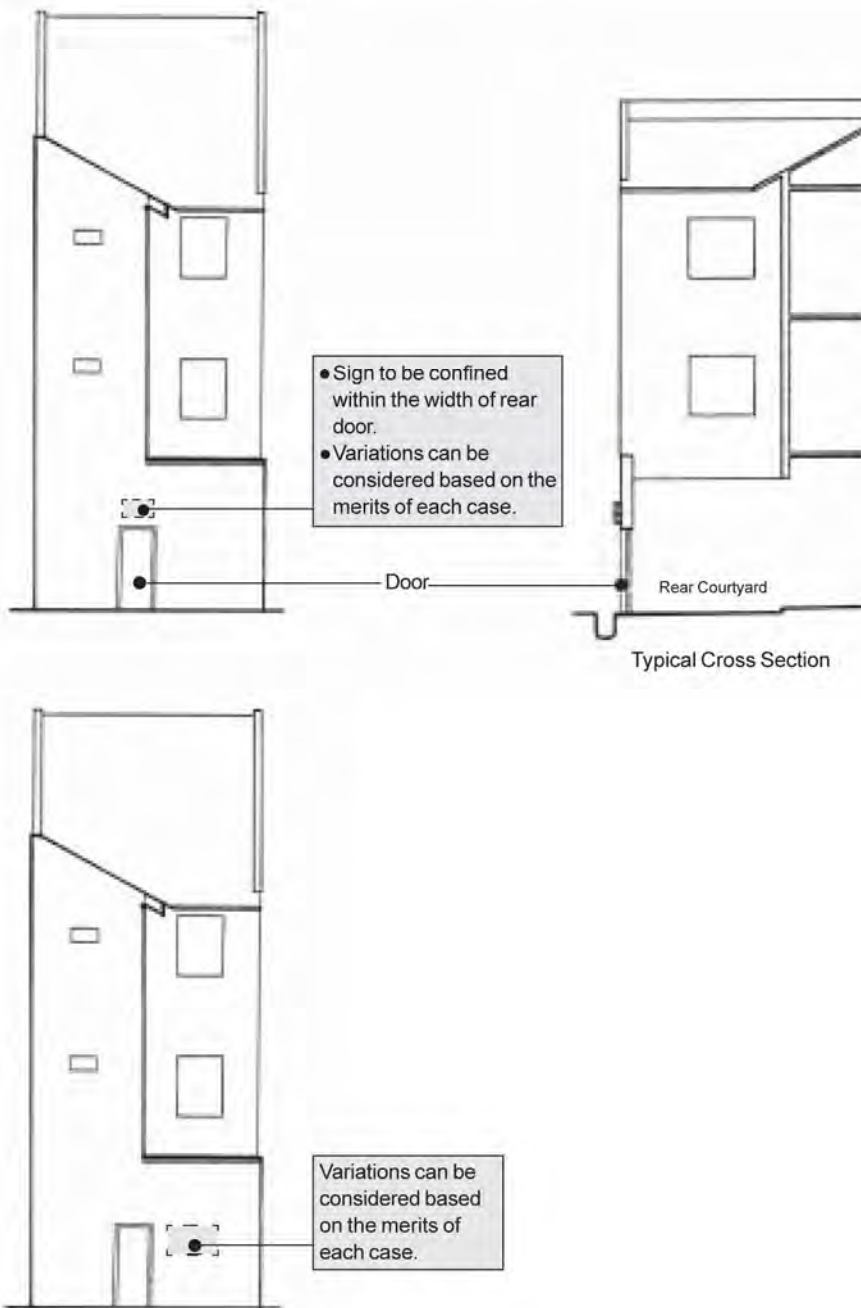 ● Sign to be confined
within the width of rear
door.
● Variations can be
considered based on the
merits of each case.
Door
Rear Courtyard
Typical Cross Section
Variations can be
considered based
on the merits of
each case.